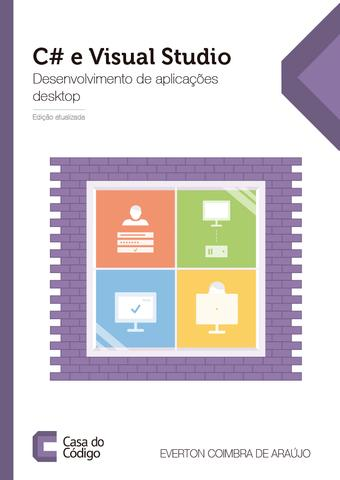 C# e Visual Studio
Desenvolvimento de aplicações
desktop
Edição atualizada
Casa do
Código
EVERTON COIMBRA DE ARAÚJO